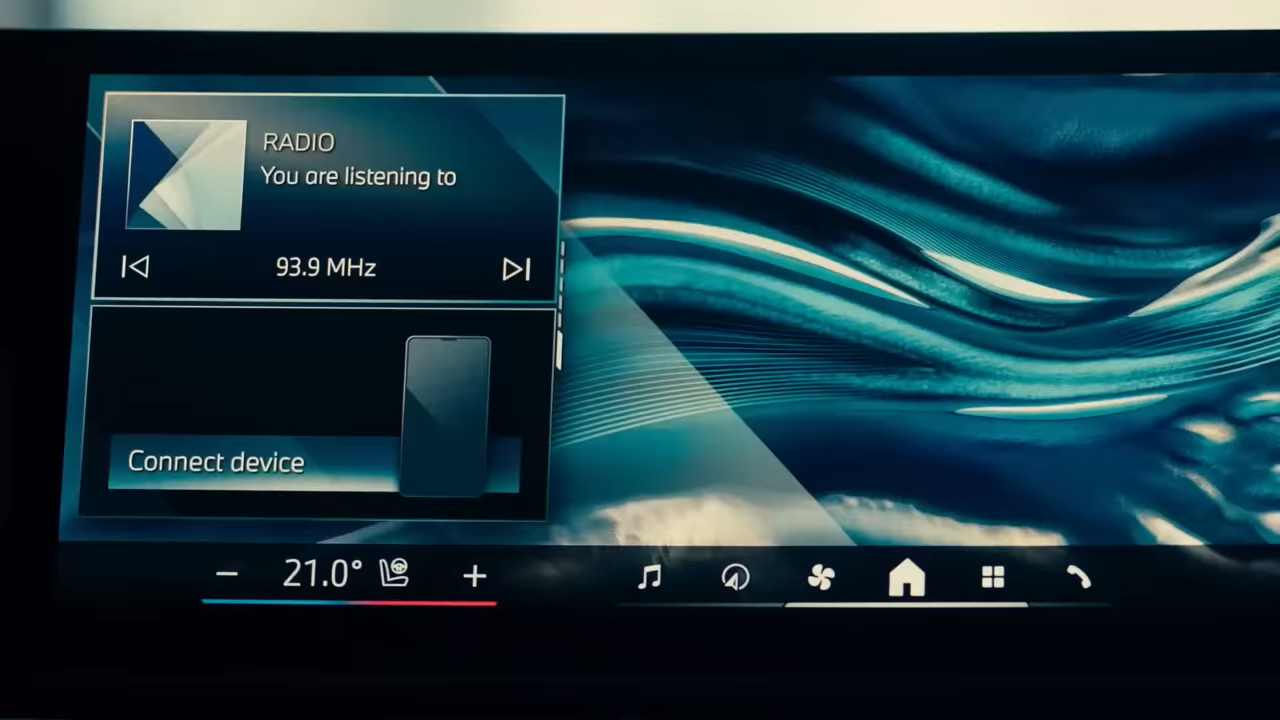 RADIO
You are listening to
93.9 MHz
Connect device
− 21.0° +